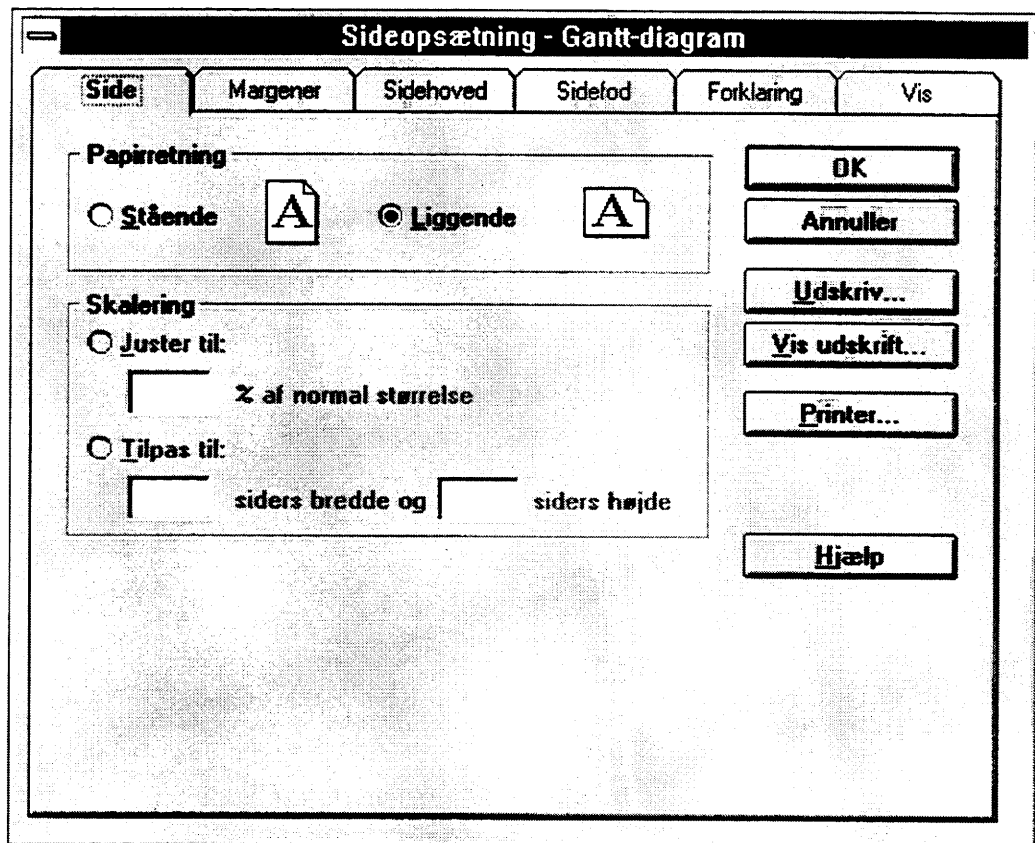 Sideopsætning - Gantt-diagram
Side Margener Sidehoved Sidefod Forklaring Vis
Papirretning
Stående A Liggende A
Skalering
Juster til:
% af normal størrelse
Tilpas til:
siders bredde og siders højde
OK
Annuller
Udskriv...
Vis udskrift...
Printer...
Hjælp